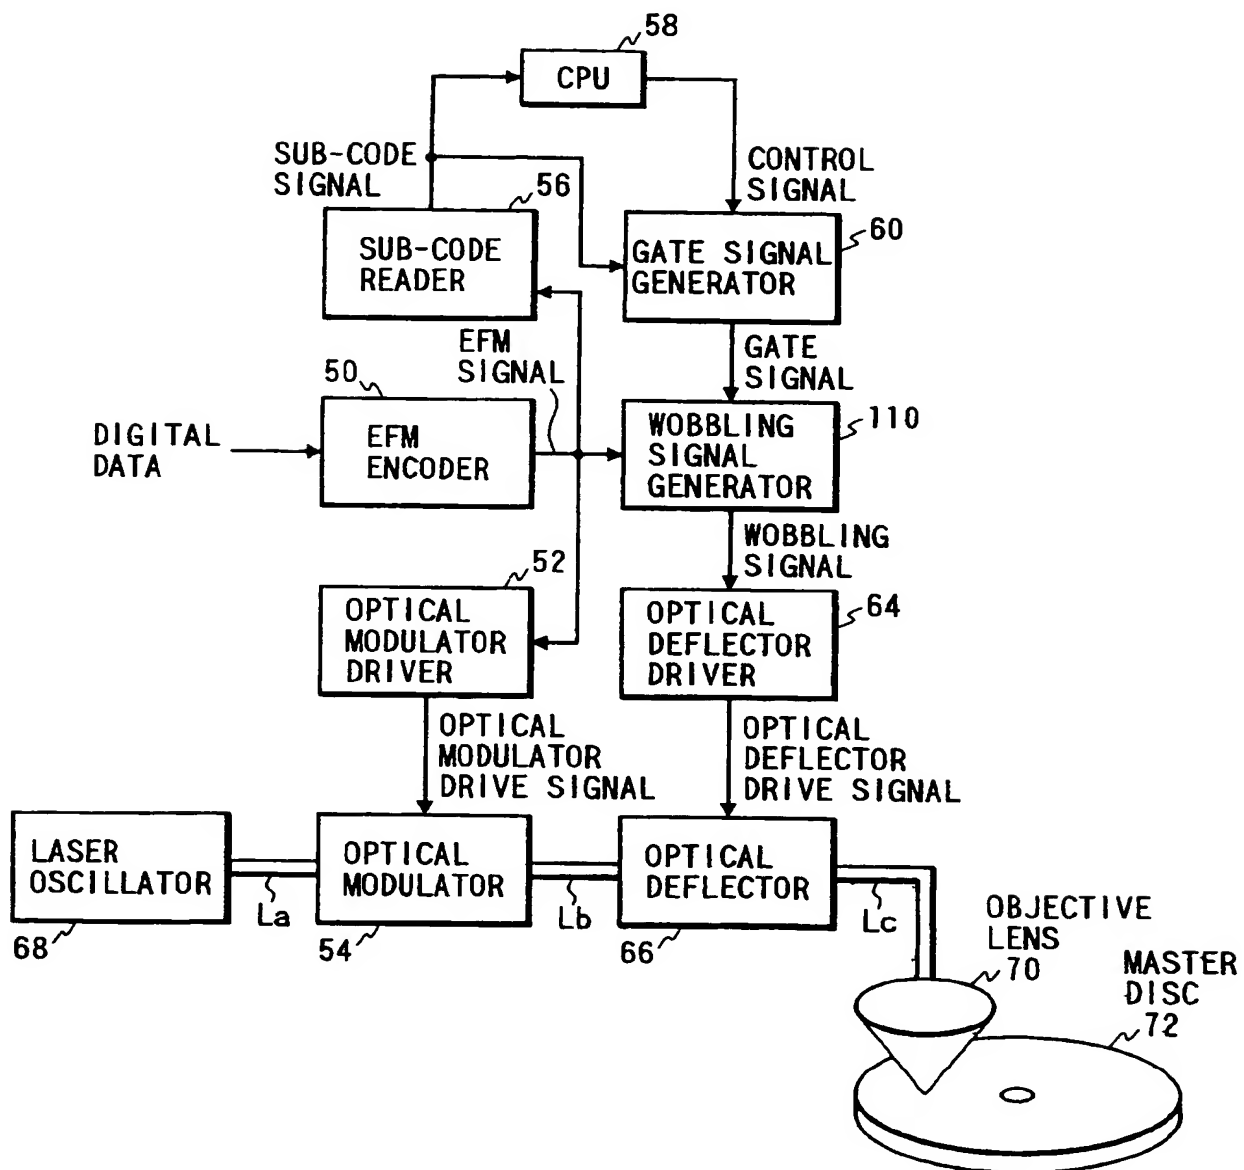 58
CPU
SUB-CODE
SIGNAL
56
CONTROL
SIGNAL
SUB-CODE
READER
60
GATE SIGNAL
GENERATOR
EFM
SIGNAL
GATE
SIGNAL
50
DIGITAL
DATA
EFM
ENCODER
WOBBLING
SIGNAL
GENERATOR
110
WOBBLING
SIGNAL
52
OPTICAL
MODULATOR
DRIVER
OPTICAL
DEFLECTOR
DRIVER
64
OPTICAL
MODULATOR
DRIVE SIGNAL
OPTICAL
DEFLECTOR
DRIVE SIGNAL
LASER
OSCILLATOR
68
La
OPTICAL
MODULATOR
54
Lb
OPTICAL
DEFLECTOR
66
Lc
OBJECTIVE
LENS
70
MASTER
DISC
72